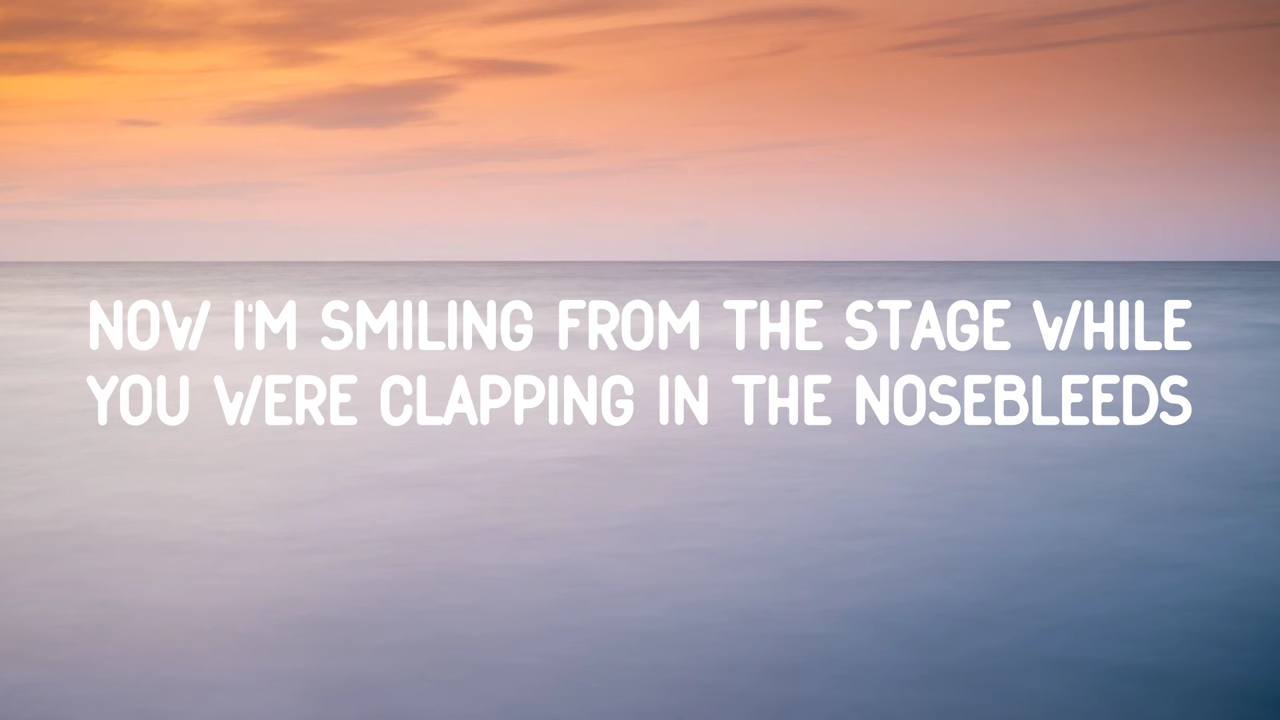 NOW I'M SMILING FROM THE STAGE WHILE
YOU WERE CLAPPING IN THE NOSEBLEEDS